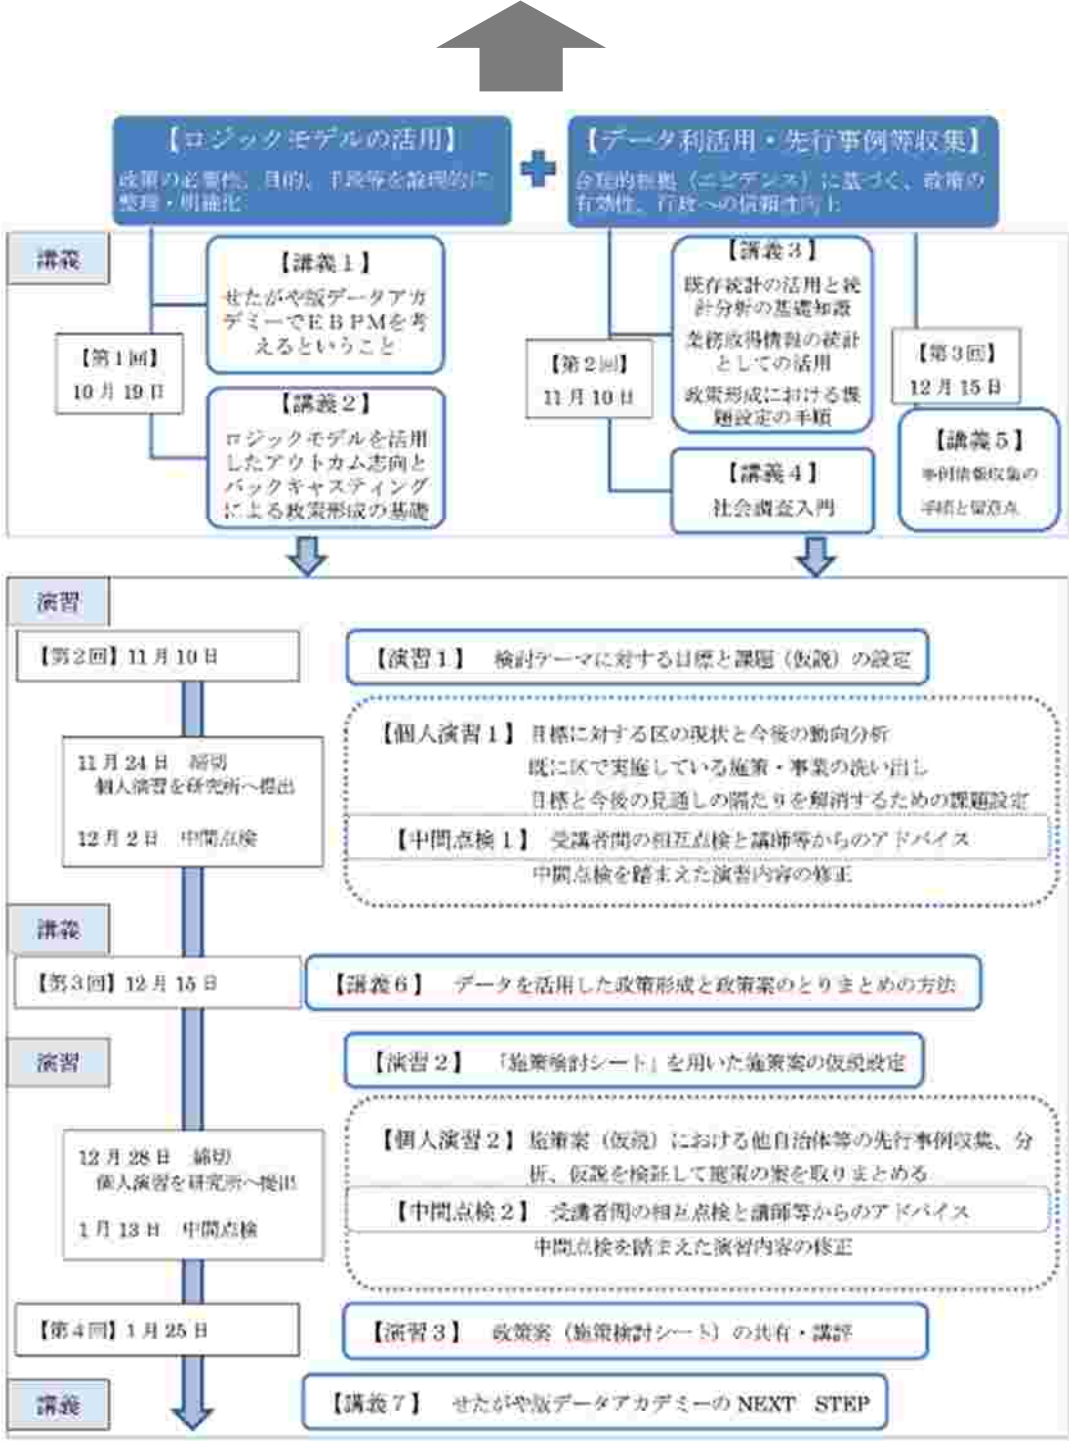 【ロジックモデルの活用】
政策の必要性、目的、手段等を論理的に
整理・明確化
【データ利活用・先行事例等収集】
合理的根拠（エビデンス）に基づく、政策の
有効性、行政への信頼性向上
講義
【第１回】
10月19日
【講義１】
せたがや版データアカ
デミーでＥＢＰＭを考
えるということ
【講義２】
ロジックモデルを活用
したアウトカム志向と
バックキャスティング
による政策形成の基礎
【第２回】
11月10日
【講義３】
既存統計の活用と統
計分析の基礎知識
業務取得情報の統計
としての活用
政策形成における課
題設定の手順
【講義４】
社会調査入門
【第３回】
12月15日
【講義５】
事例情報収集の
手順と留意点
演習
【第２回】11月10日
【演習１】　検討テーマに対する目標と課題（仮説）の設定
11月24日　締切
個人演習を研究所へ提出
12月2日　中間点検
【個人演習１】目標に対する区の現状と今後の動向分析
既に区で実施している施策・事業の洗い出し
目標と今後の見通しの隔たりを解消するための課題設定
【中間点検１】　受講者間の相互点検と講師等からのアドバイス
中間点検を踏まえた演習内容の修正
講義
【第３回】12月15日
【講義６】　データを活用した政策形成と政策案のとりまとめの方法
演習
【演習２】　「施策検討シート」を用いた施策案の仮説設定
12月28日　締切
個人演習を研究所へ提出
1月13日　中間点検
【個人演習２】施策案（仮説）における他自治体等の先行事例収集、分
析、仮説を検証して施策の案を取りまとめる
【中間点検２】　受講者間の相互点検と講師等からのアドバイス
中間点検を踏まえた演習内容の修正
【第４回】1月25日
【演習３】　政策案（施策検討シート）の共有・講評
講義
【講義７】　せたがや版データアカデミーの NEXT　STEP